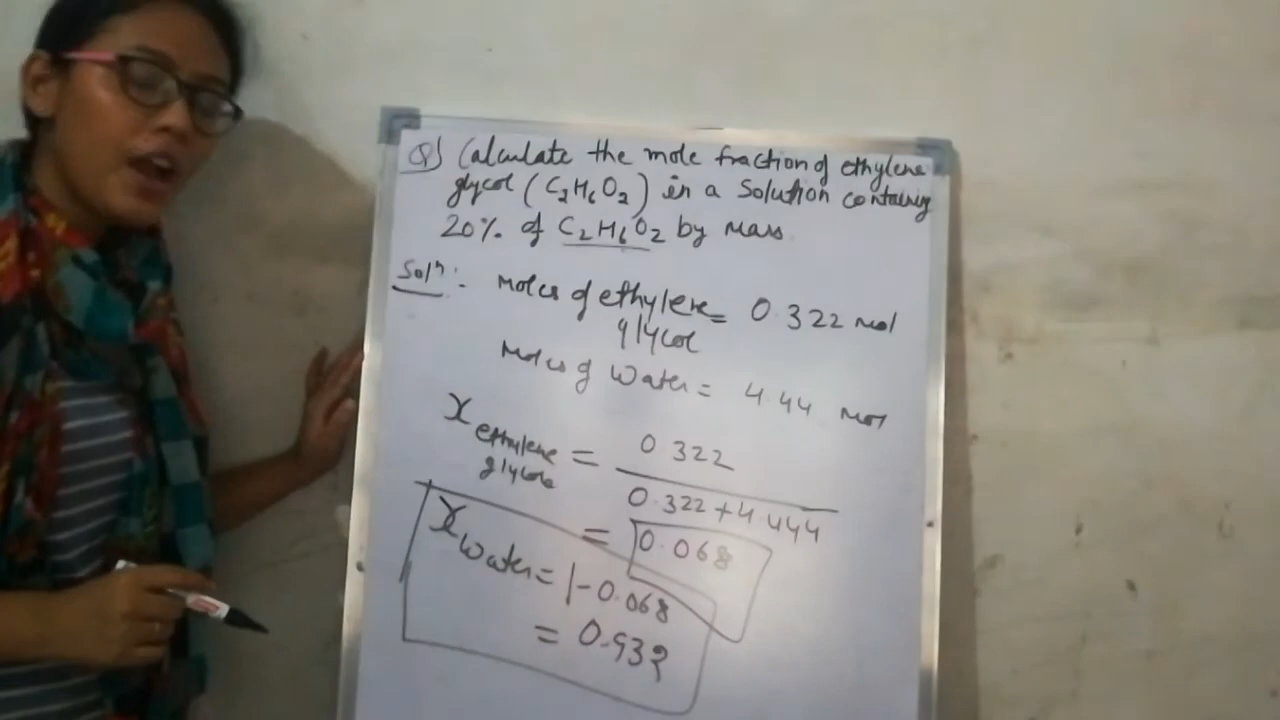 Q) Calculate the mole fraction of ethylene
glycol (C₂H₆O₂) in a solution containing
20% of C₂H₆O₂ by mass.
Solⁿ:- Moles of ethylene = 0.322 mol
glycol
Moles of Water = 4.44 mol
x ethylene glycol = 0.322
0.322 + 4.444
= 0.068
x Water = 1 - 0.068
= 0.932